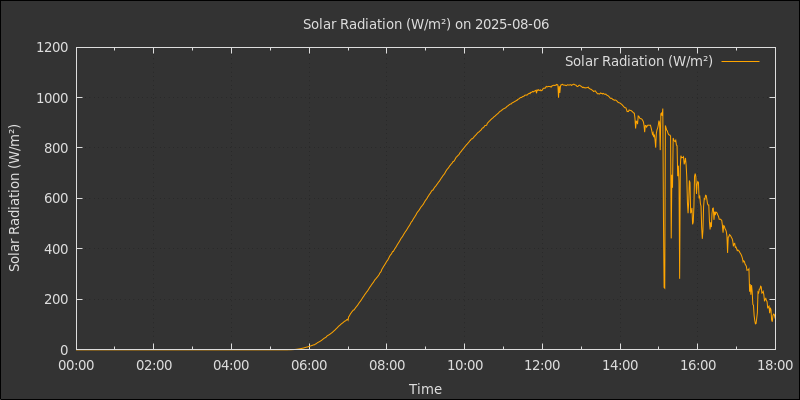 Solar Radiation (W/m²) on 2025-08-06
Solar Radiation (W/m²)
Solar Radiation (W/m²)
1200
1000
800
600
400
200
0
00:00 02:00 04:00 06:00 08:00 10:00 12:00 14:00 16:00 18:00
Time